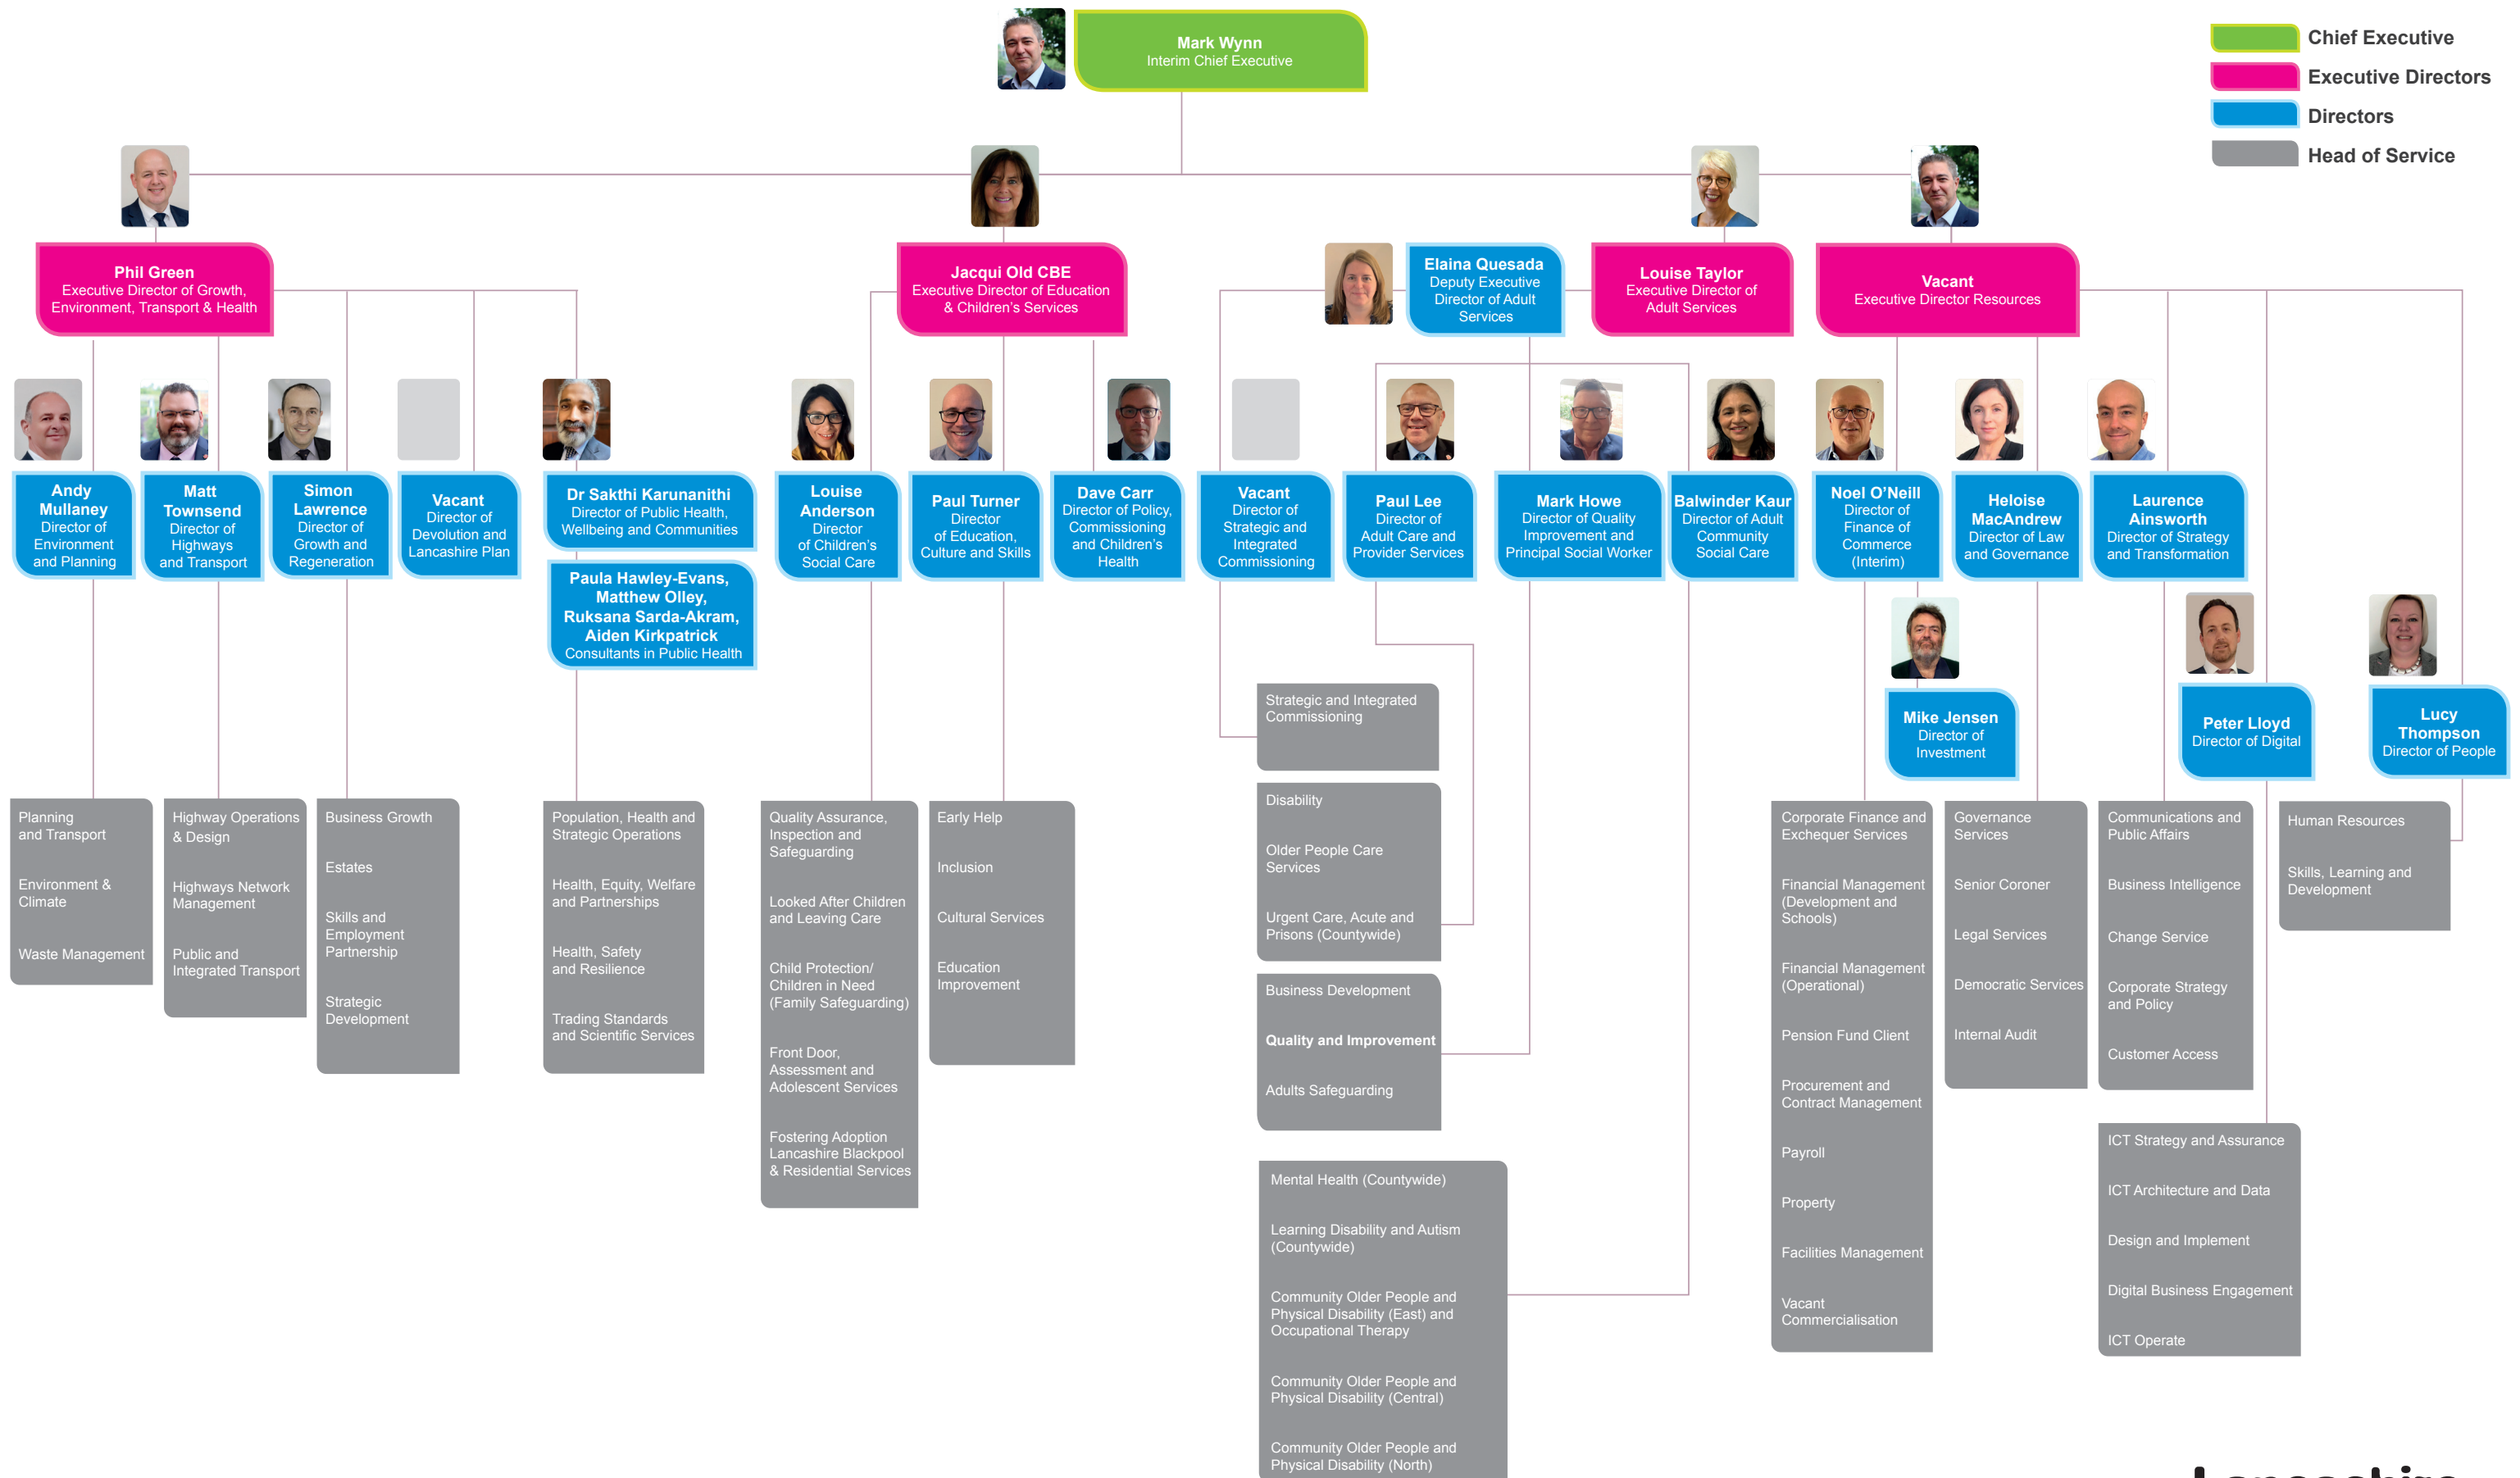 Mark Wynn
Interim Chief Executive
Chief Executive
Executive Directors
Directors
Head of Service
Phil Green
Executive Director of Growth,
Environment, Transport & Health
Jacqui Old CBE
Executive Director of Education
& Children's Services
Elaina Quesada
Deputy Executive
Director of Adult
Services
Louise Taylor
Executive Director of
Adult Services
Vacant
Executive Director Resources
Andy
Mullaney
Director of
Environment
and Planning
Matt
Townsend
Director of
Highways
and Transport
Simon
Lawrence
Director of
Growth and
Regeneration
Vacant
Director of
Devolution and
Lancashire Plan
Dr Sakthi Karunanithi
Director of Public Health,
Wellbeing and Communities
Paula Hawley-Evans,
Matthew Olley,
Ruksana Sarda-Akram,
Aiden Kirkpatrick
Consultants in Public Health
Louise
Anderson
Director
of Children's
Social Care
Paul Turner
Director
of Education,
Culture and Skills
Dave Carr
Director of Policy,
Commissioning
and Children's
Health
Vacant
Director of
Strategic and
Integrated
Commissioning
Paul Lee
Director of
Adult Care and
Provider Services
Mark Howe
Director of Quality
Improvement and
Principal Social Worker
Balwinder Kaur
Director of Adult
Community
Social Care
Noel O'Neill
Director of
Finance of
Commerce
(Interim)
Heloise
MacAndrew
Director of Law
and Governance
Laurence
Ainsworth
Director of Strategy
and Transformation
Mike Jensen
Director of
Investment
Peter Lloyd
Director of Digital
Lucy
Thompson
Director of People
Planning
and Transport
Environment &
Climate
Waste Management
Highway Operations
& Design
Highways Network
Management
Public and
Integrated Transport
Business Growth
Estates
Skills and
Employment
Partnership
Strategic
Development
Population, Health and
Strategic Operations
Health, Equity, Welfare
and Partnerships
Health, Safety
and Resilience
Trading Standards
and Scientific Services
Quality Assurance,
Inspection and
Safeguarding
Looked After Children
and Leaving Care
Child Protection/
Children in Need
(Family Safeguarding)
Front Door,
Assessment and
Adolescent Services
Fostering Adoption
Lancashire Blackpool
& Residential Services
Early Help
Inclusion
Cultural Services
Education
Improvement
Strategic and Integrated
Commissioning
Disability
Older People Care
Services
Urgent Care, Acute and
Prisons (Countywide)
Business Development
Quality and Improvement
Adults Safeguarding
Mental Health (Countywide)
Learning Disability and Autism
(Countywide)
Community Older People and
Physical Disability (East) and
Occupational Therapy
Community Older People and
Physical Disability (Central)
Community Older People and
Physical Disability (North)
Corporate Finance and
Exchequer Services
Financial Management
(Development and
Schools)
Financial Management
(Operational)
Pension Fund Client
Procurement and
Contract Management
Payroll
Property
Facilities Management
Vacant
Commercialisation
Governance
Services
Senior Coroner
Legal Services
Democratic Services
Internal Audit
Communications and
Public Affairs
Business Intelligence
Change Service
Corporate Strategy
and Policy
Customer Access
ICT Strategy and Assurance
ICT Architecture and Data
Design and Implement
Digital Business Engagement
ICT Operate
Human Resources
Skills, Learning and
Development
Lancashire